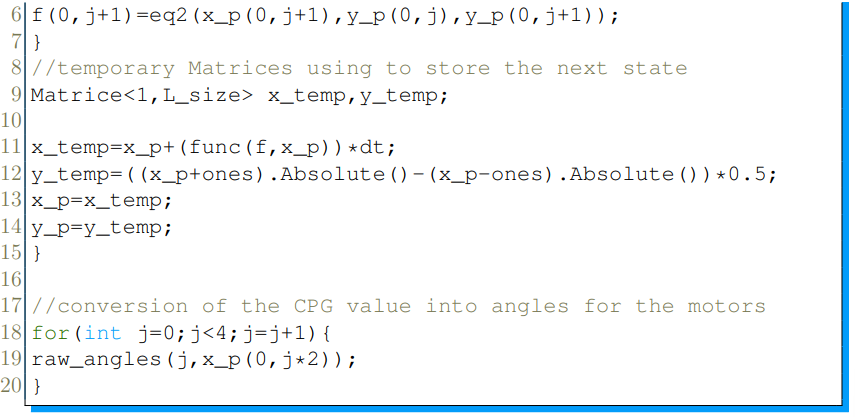 6 f(0,j+1)=eq2(x_p(0,j+1),y_p(0,j),y_p(0,j+1));
7 }
8 //temporary Matrices using to store the next state
9 Matrice<1,L_size> x_temp,y_temp;
10
11 x_temp=x_p+(func(f,x_p))*dt;
12 y_temp=((x_p+ones).Absolute()-(x_p-ones).Absolute())*0.5;
13 x_p=x_temp;
14 y_p=y_temp;
15 }
16
17 //conversion of the CPG value into angles for the motors
18 for(int j=0;j<4;j=j+1){
19 raw_angles(j,x_p(0,j*2));
20 }